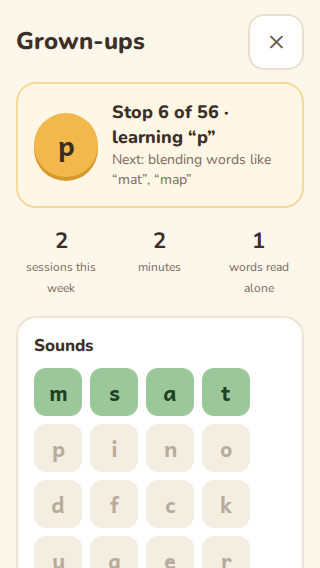 Grown-ups
×
p
Stop 6 of 56 ·
learning “p”
Next: blending words like
“mat”, “map”
2
sessions this
week
2
minutes
1
words read
alone
Sounds
m s a t
p i n o
d f c k
u g e r